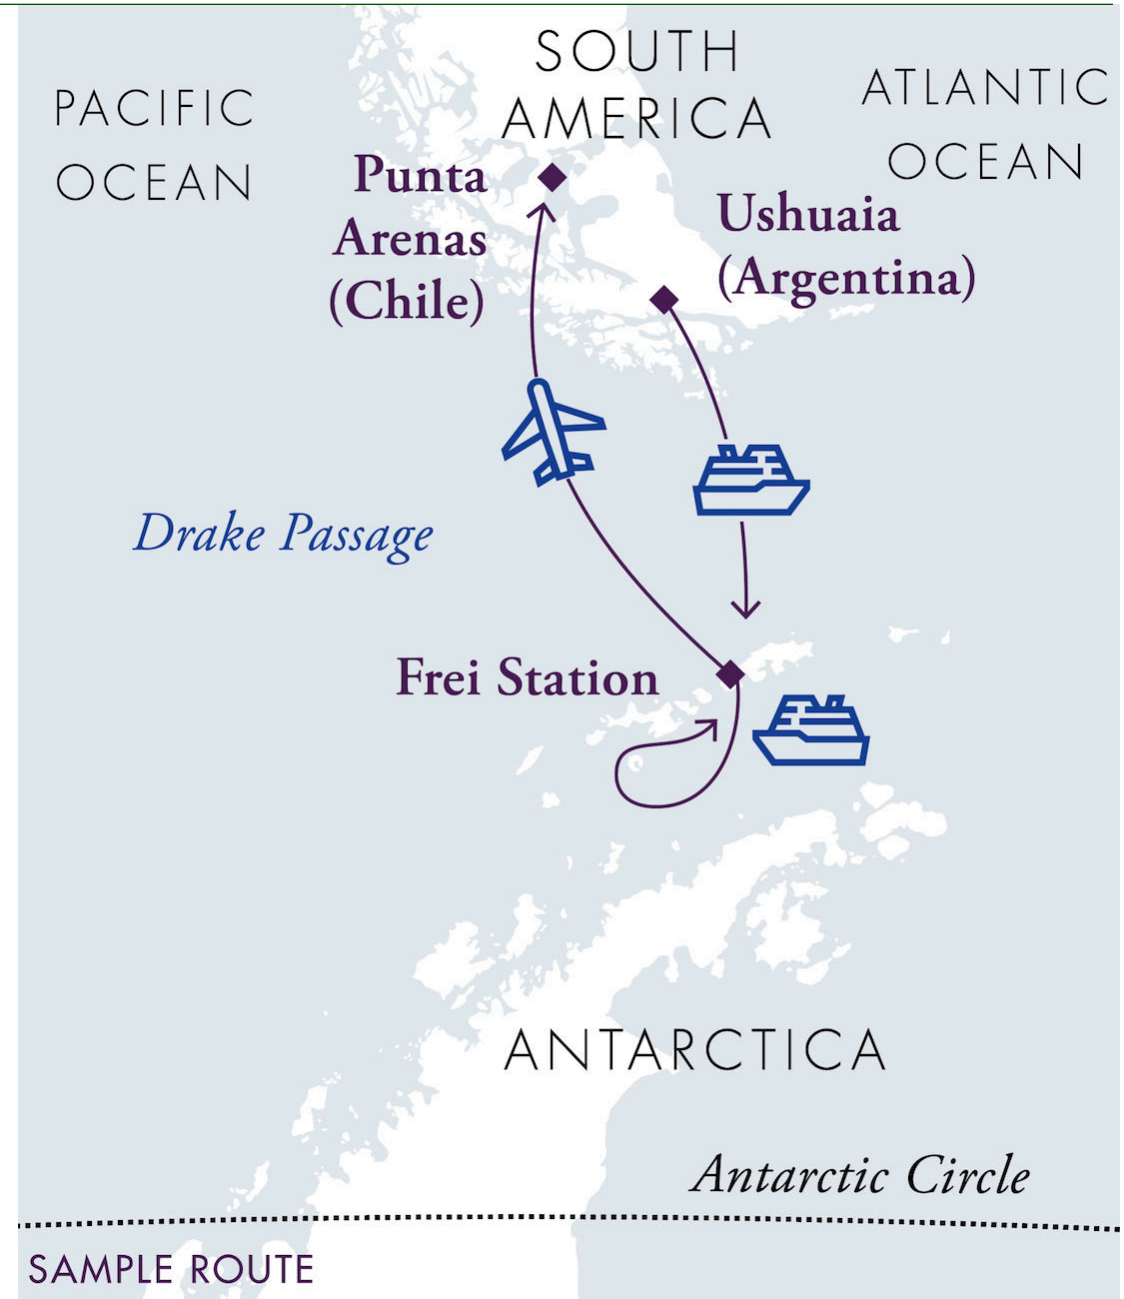 SOUTH
AMERICA
PACIFIC
OCEAN
ATLANTIC
OCEAN
Punta
Arenas
(Chile)
Ushuaia
(Argentina)
Drake Passage
Frei Station
ANTARCTICA
Antarctic Circle
SAMPLE ROUTE